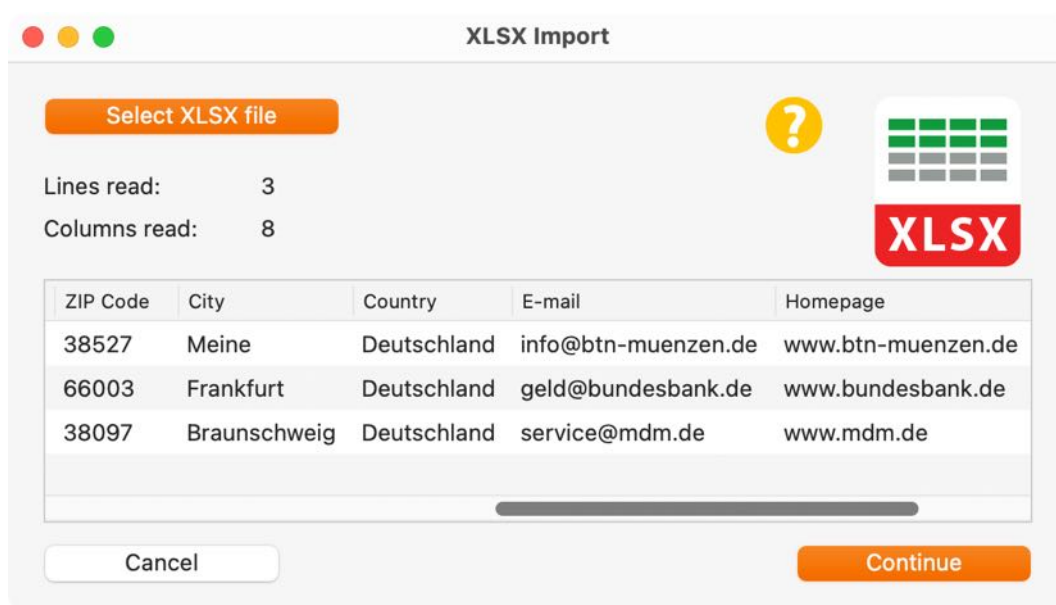 XLSX Import
Select XLSX file
?
Lines read: 3
Columns read: 8
XLSX
ZIP Code City Country E-mail Homepage
38527 Meine Deutschland info@btn-muenzen.de www.btn-muenzen.de
66003 Frankfurt Deutschland geld@bundesbank.de www.bundesbank.de
38097 Braunschweig Deutschland service@mdm.de www.mdm.de
Cancel Continue